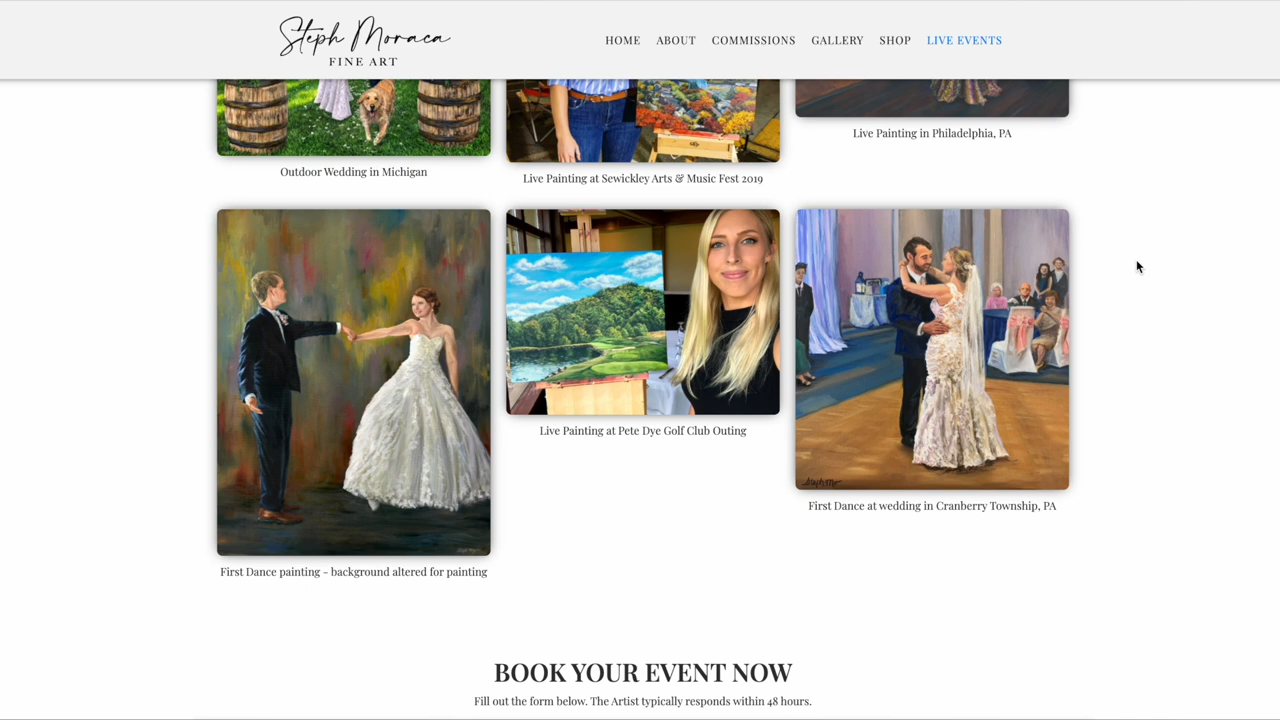 Steph Moraca
FINE ART
HOME ABOUT COMMISSIONS GALLERY SHOP LIVE EVENTS
Live Painting in Philadelphia, PA
Outdoor Wedding in Michigan
Live Painting at Sewickley Arts & Music Fest 2019
Live Painting at Pete Dye Golf Club Outing
StephMo
First Dance at wedding in Cranberry Township, PA
First Dance painting - background altered for painting
BOOK YOUR EVENT NOW
Fill out the form below. The Artist typically responds within 48 hours.